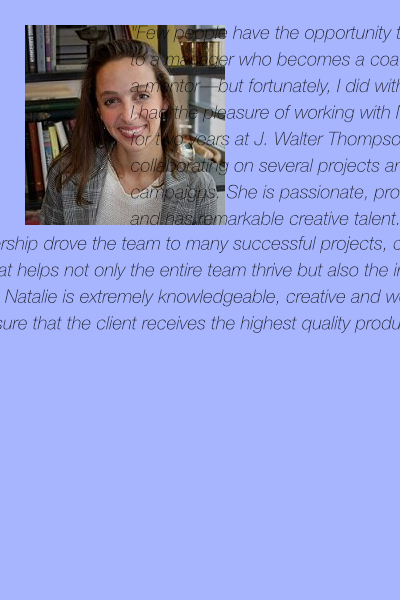 "Few people have the opportunity t
to a manager who becomes a coa
a mentor—but fortunately, I did with
I had the pleasure of working with
for two years at J. Walter Thompso
collaborating on several projects a
campaigns. She is passionate, pro
and has remarkable creative talent.
ership drove the team to many successful projects,
at helps not only the entire team thrive but also the i
Natalie is extremely knowledgeable, creative and w
sure that the client receives the highest quality produ